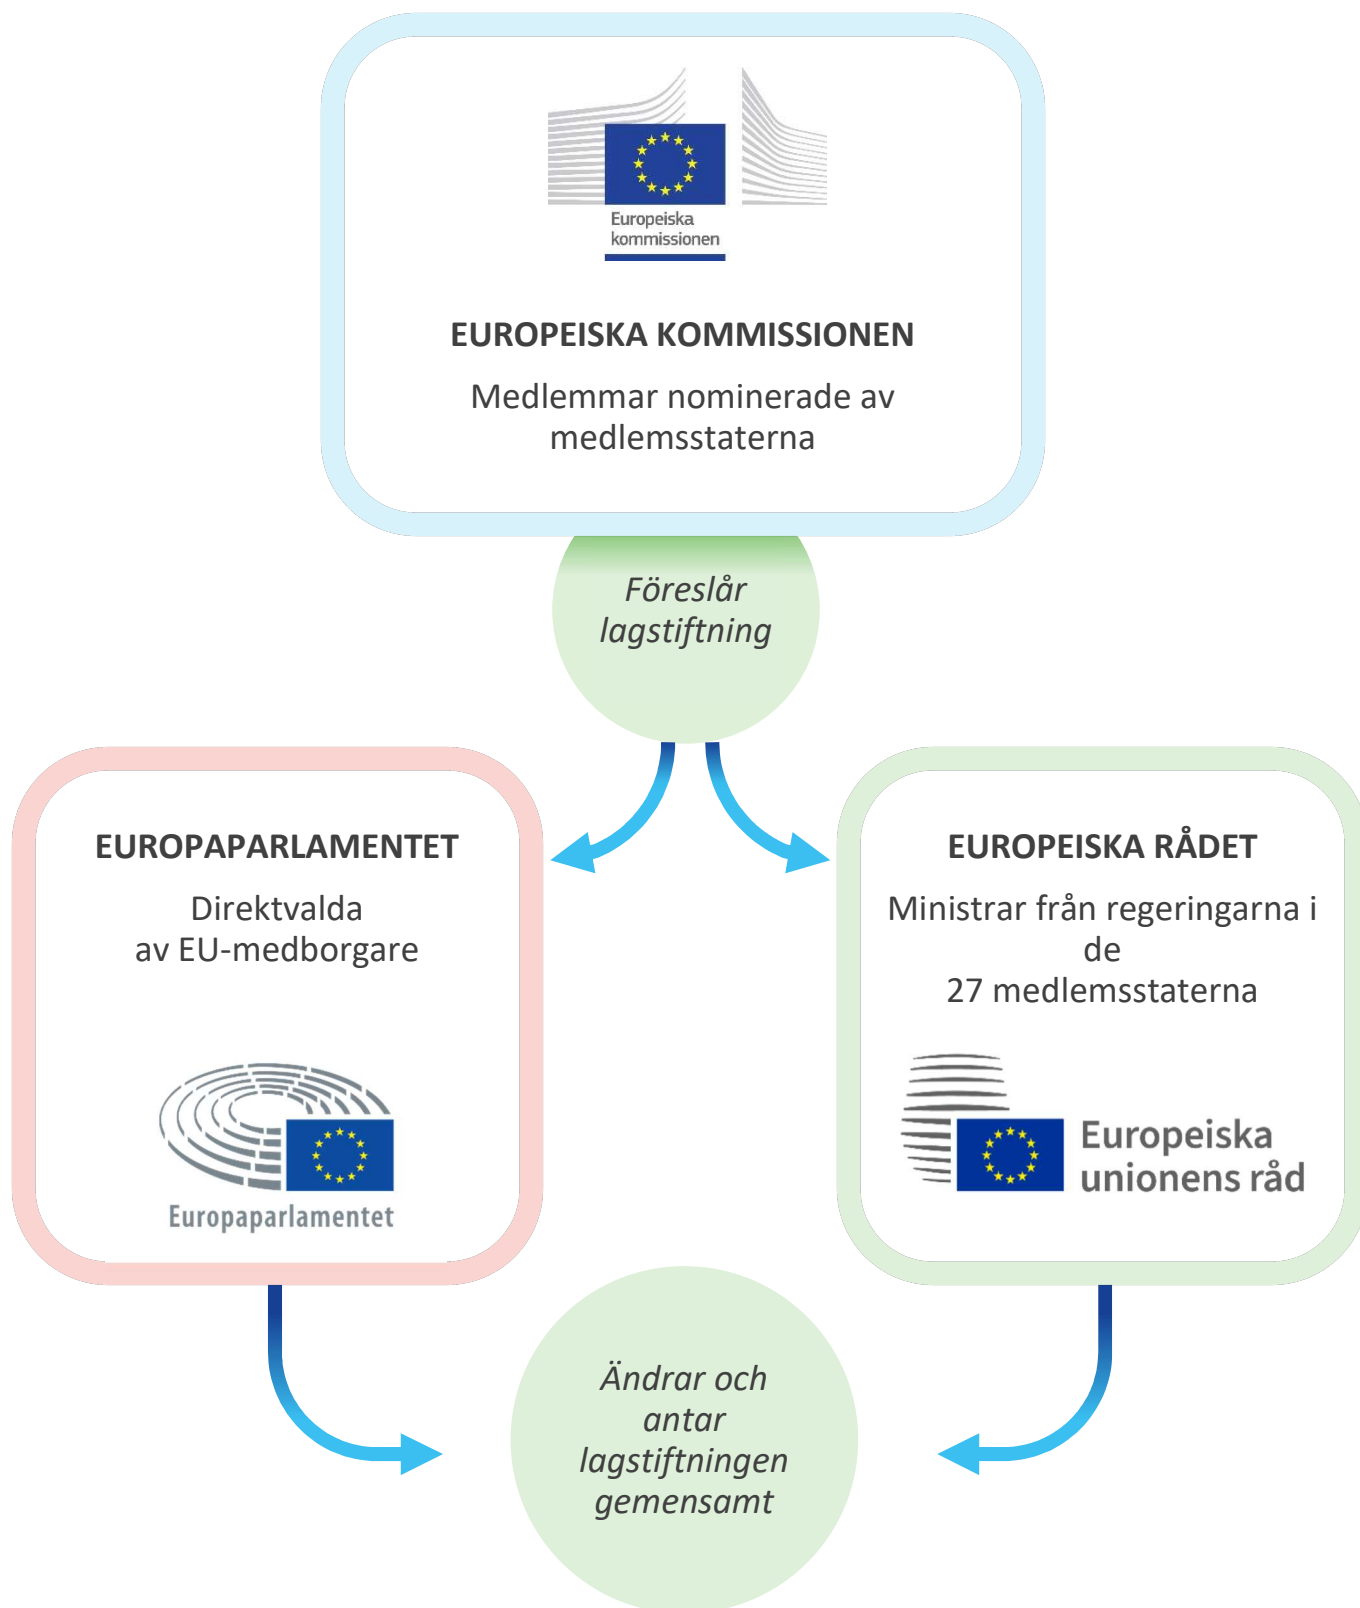 Europeiska
kommissionen
EUROPEISKA KOMMISSIONEN
Medlemmar nominerade av
medlemsstaterna
Föreslår
lagstiftning
EUROPAPARLAMENTET
Direktvalda
av EU-medborgare
Europaparlamentet
EUROPEISKA RÅDET
Ministrar från regeringarna i
de
27 medlemsstaterna
Europeiska
unionens råd
Ändrar och
antar
lagstiftningen
gemensamt